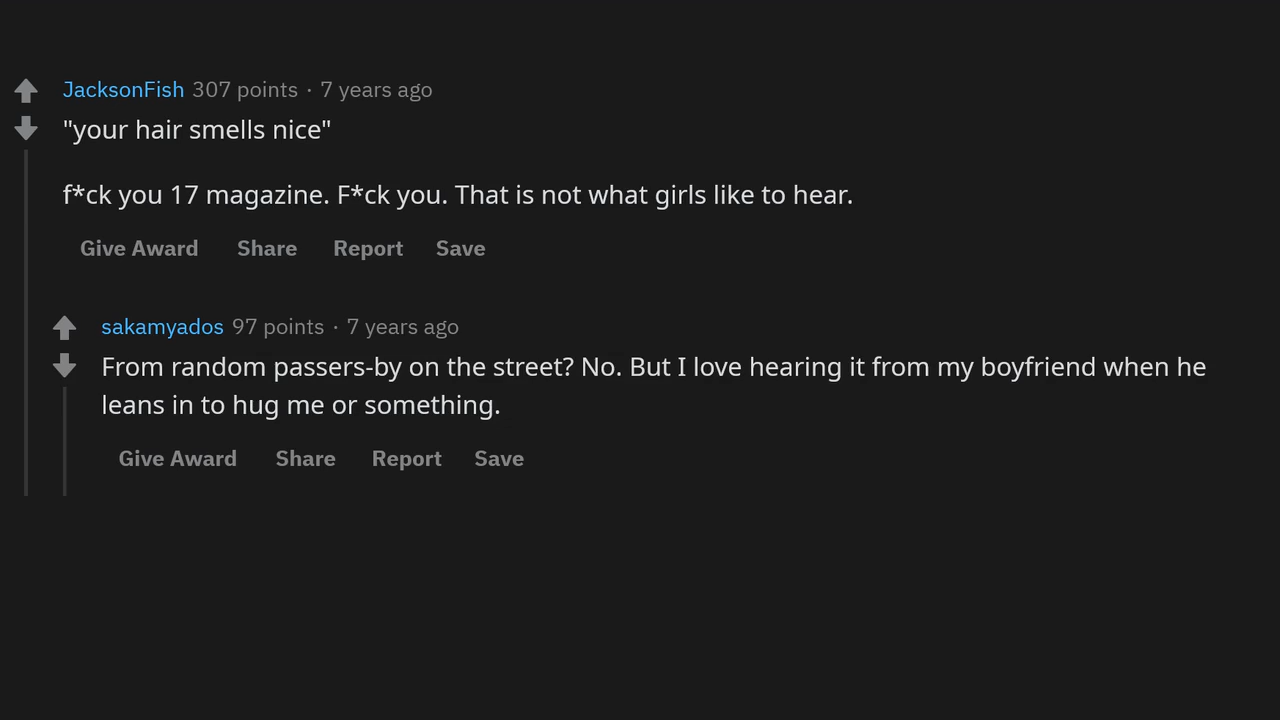 JacksonFish 307 points · 7 years ago
"your hair smells nice"
f*ck you 17 magazine. F*ck you. That is not what girls like to hear.
Give Award Share Report Save
sakamyados 97 points · 7 years ago
From random passers-by on the street? No. But I love hearing it from my boyfriend when he
leans in to hug me or something.
Give Award Share Report Save